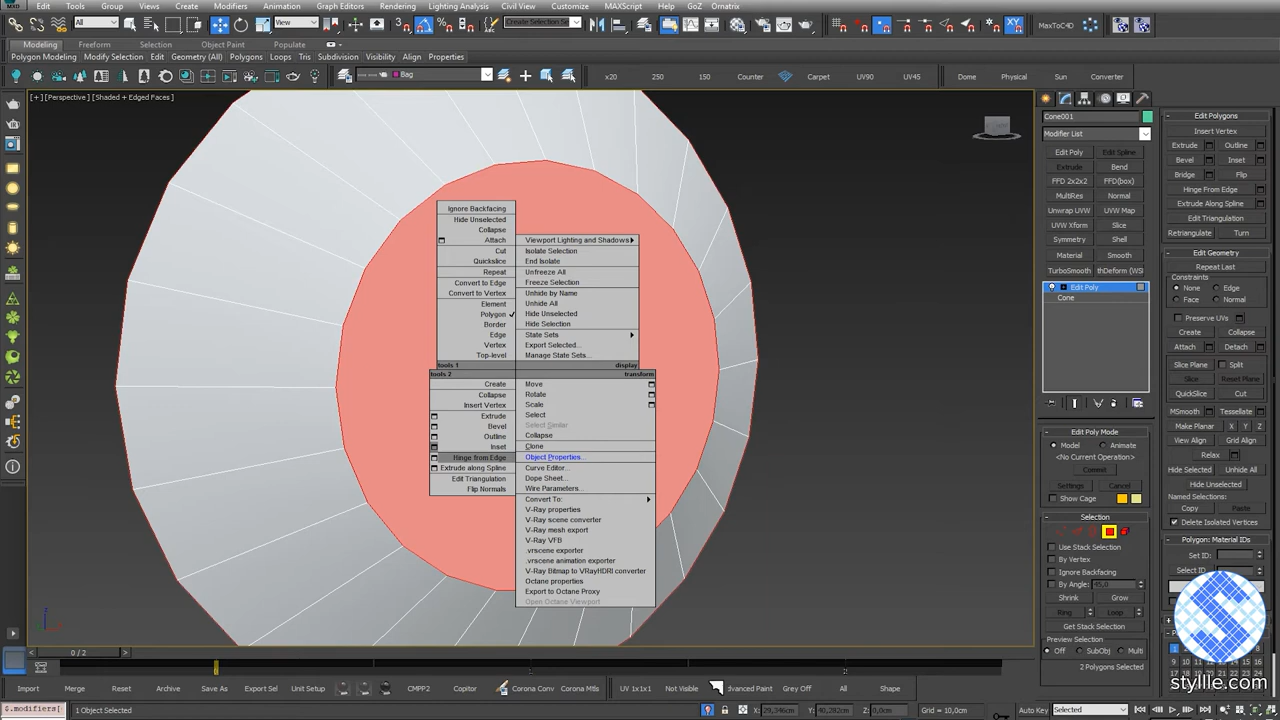 Edit Tools Group Views Create Modifiers Animation Graph Editors Rendering Lighting Analysis Civil View Customize MAXScript Help GoZ Ornatrix
All View Create Selection Se XY MaxToC4D
Modeling Freeform Selection Object Paint Populate
Polygon Modeling Modify Selection Edit Geometry (All) Polygons Loops Tris Subdivision Visibility Align Properties
Bag x20 250 150 Counter Carpet UV90 UV45 Dome Physical Sun Converter
[+] [Perspective] [Shaded + Edged Faces]
Ignore Backfacing
Hide Unselected
Collapse
Attach
Cut
Quickslice
Repeat
Convert to Edge
Convert to Vertex
Element
Polygon
Border
Edge
Vertex
Top-level
tools 1
Viewport Lighting and Shadows
Isolate Selection
End Isolate
Unfreeze All
Freeze Selection
Unhide by Name
Unhide All
Hide Unselected
Hide Selection
State Sets
Export Selected...
Manage State Sets...
display
tools 2
Create
Collapse
Insert Vertex
Extrude
Bevel
Outline
Inset
Hinge from Edge
Extrude along Spline
Edit Triangulation
Flip Normals
transform
Move
Rotate
Scale
Select
Select Similar
Collapse
Clone
Object Properties...
Curve Editor...
Dope Sheet...
Wire Parameters...
Convert To:
V-Ray properties
V-Ray scene converter
V-Ray mesh export
V-Ray VFB
.vrscene exporter
.vrscene animation exporter
V-Ray Bitmap to VRayHDRI converter
Octane properties
Export to Octane Proxy
Open Octane Viewport
Cone001
Modifier List
Edit Poly Edit Spline
Extrude Bend
FFD 2x2x2 FFD(box)
MultiRes Normal
Unwrap UVW UVW Map
UVW Xform Slice
Symmetry Shell
Material Smooth
TurboSmooth thDeform (WS)
Edit Poly
Cone
Edit Poly Mode
Model Animate
<No Current Operation>
Commit
Settings Cancel
Show Cage
Selection
Use Stack Selection
By Vertex
Ignore Backfacing
By Angle: 45,0
Shrink Grow
Ring Loop
Get Stack Selection
Preview Selection
Off SubObj Multi
2 Polygons Selected
Edit Polygons
Insert Vertex
Extrude Outline
Bevel Inset
Bridge Flip
Hinge From Edge
Extrude Along Spline
Edit Triangulation
Retriangulate Turn
Edit Geometry
Repeat Last
Constraints
None Edge
Face Normal
Preserve UVs
Create Collapse
Attach Detach
Slice Plane Split
Slice Reset Plane
QuickSlice Cut
MSmooth Tessellate
Make Planar X Y Z
View Align Grid Align
Relax
Hide Selected Unhide All
Hide Unselected
Named Selections:
Copy Paste
Delete Isolated Vertices
Polygon: Material IDs
Set ID:
Select ID
styllle.com
0 / 2
Import Merge Reset Archive Save As Export Sel Unit Setup CMPP2 Copitor Corona Conv Corona Mtls UV 1x1x1 Not Visible dvanced Paint Grey Off All Shape
$.modifiers[ 1 Object Selected X: 29,346cm Y: 40,282cm Z: 0,0cm Grid = 10,0cm Auto Key Selected